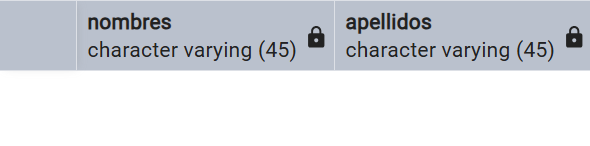 nombres
character varying (45)
apellidos
character varying (45)